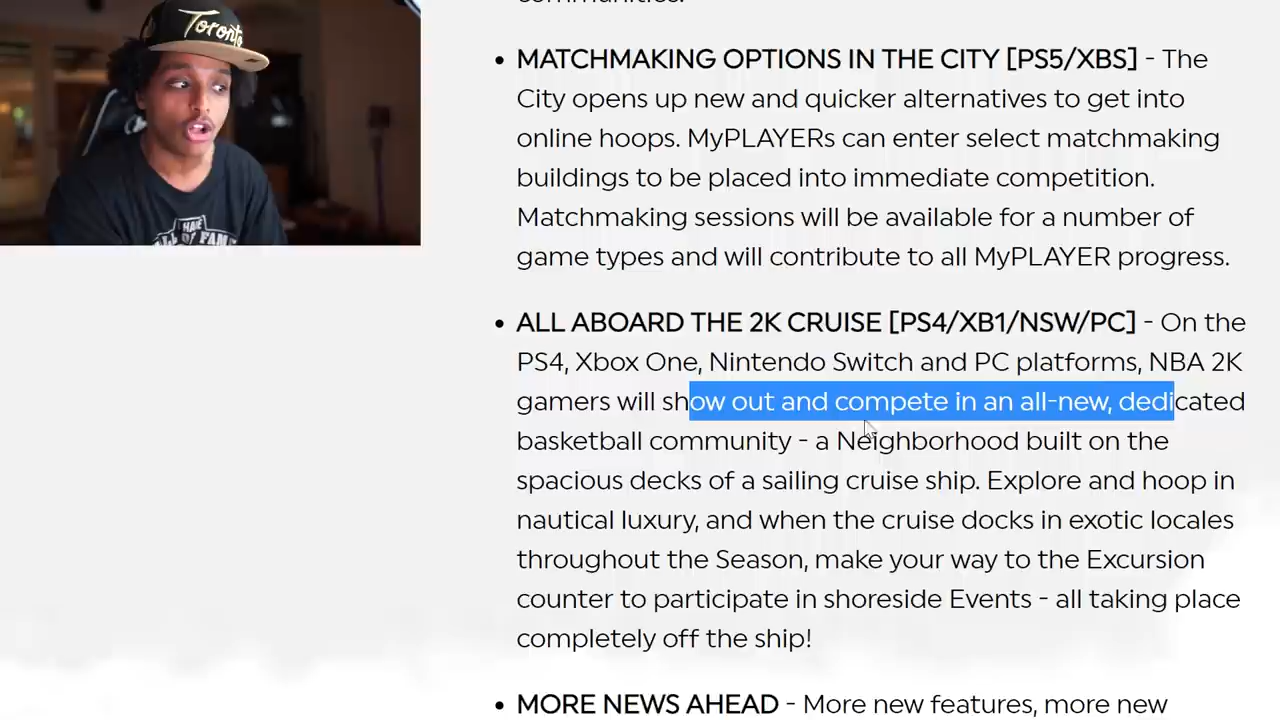 communities.
Toronto
I HATE
ALL OF FAME
• MATCHMAKING OPTIONS IN THE CITY [PS5/XBS] - The
City opens up new and quicker alternatives to get into
online hoops. MyPLAYERs can enter select matchmaking
buildings to be placed into immediate competition.
Matchmaking sessions will be available for a number of
game types and will contribute to all MyPLAYER progress.
• ALL ABOARD THE 2K CRUISE [PS4/XB1/NSW/PC] - On the
PS4, Xbox One, Nintendo Switch and PC platforms, NBA 2K
gamers will show out and compete in an all-new, dedicated
basketball community - a Neighborhood built on the
spacious decks of a sailing cruise ship. Explore and hoop in
nautical luxury, and when the cruise docks in exotic locales
throughout the Season, make your way to the Excursion
counter to participate in shoreside Events - all taking place
completely off the ship!
• MORE NEWS AHEAD - More new features, more new